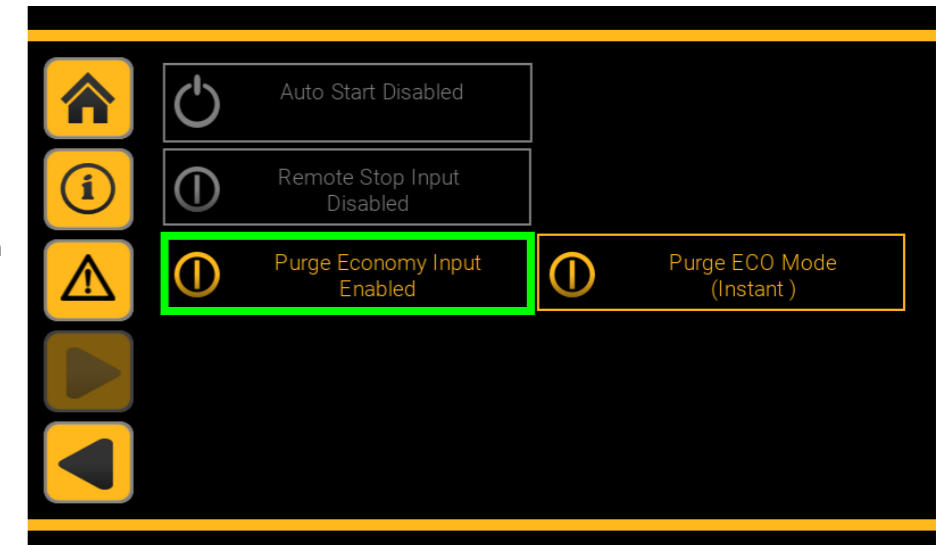 Auto Start Disabled
Remote Stop Input
Disabled
Purge Economy Input
Enabled
Purge ECO Mode
(Instant )